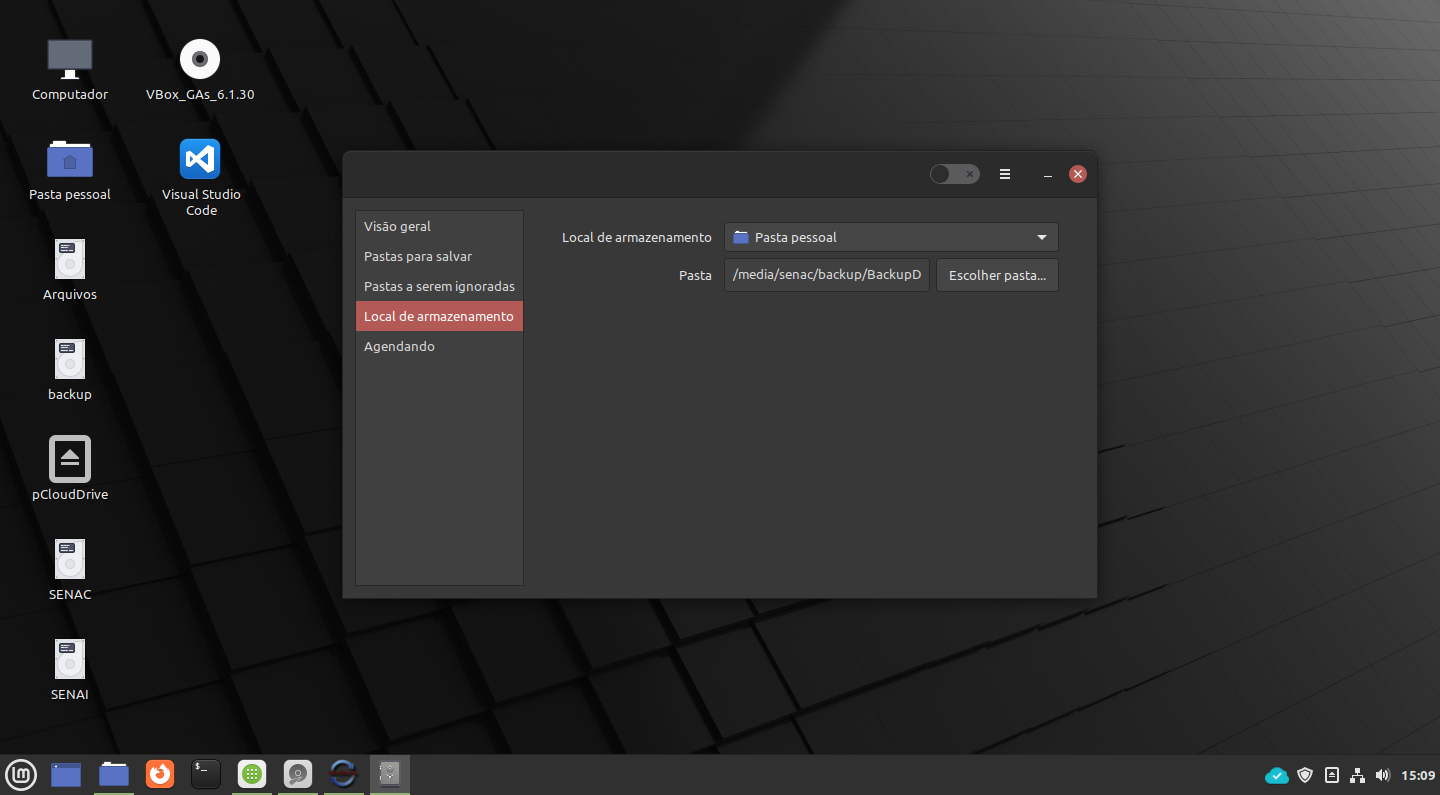 Computador
VBox_GAs_6.1.30
Pasta pessoal
Visual Studio
Code
Arquivos
backup
pCloudDrive
SENAC
SENAI
Visão geral
Pastas para salvar
Pastas a serem ignoradas
Local de armazenamento
Agendando
Local de armazenamento
Pasta pessoal
Pasta
/media/senac/backup/BackupD
Escolher pasta...
$_
lm
15:09